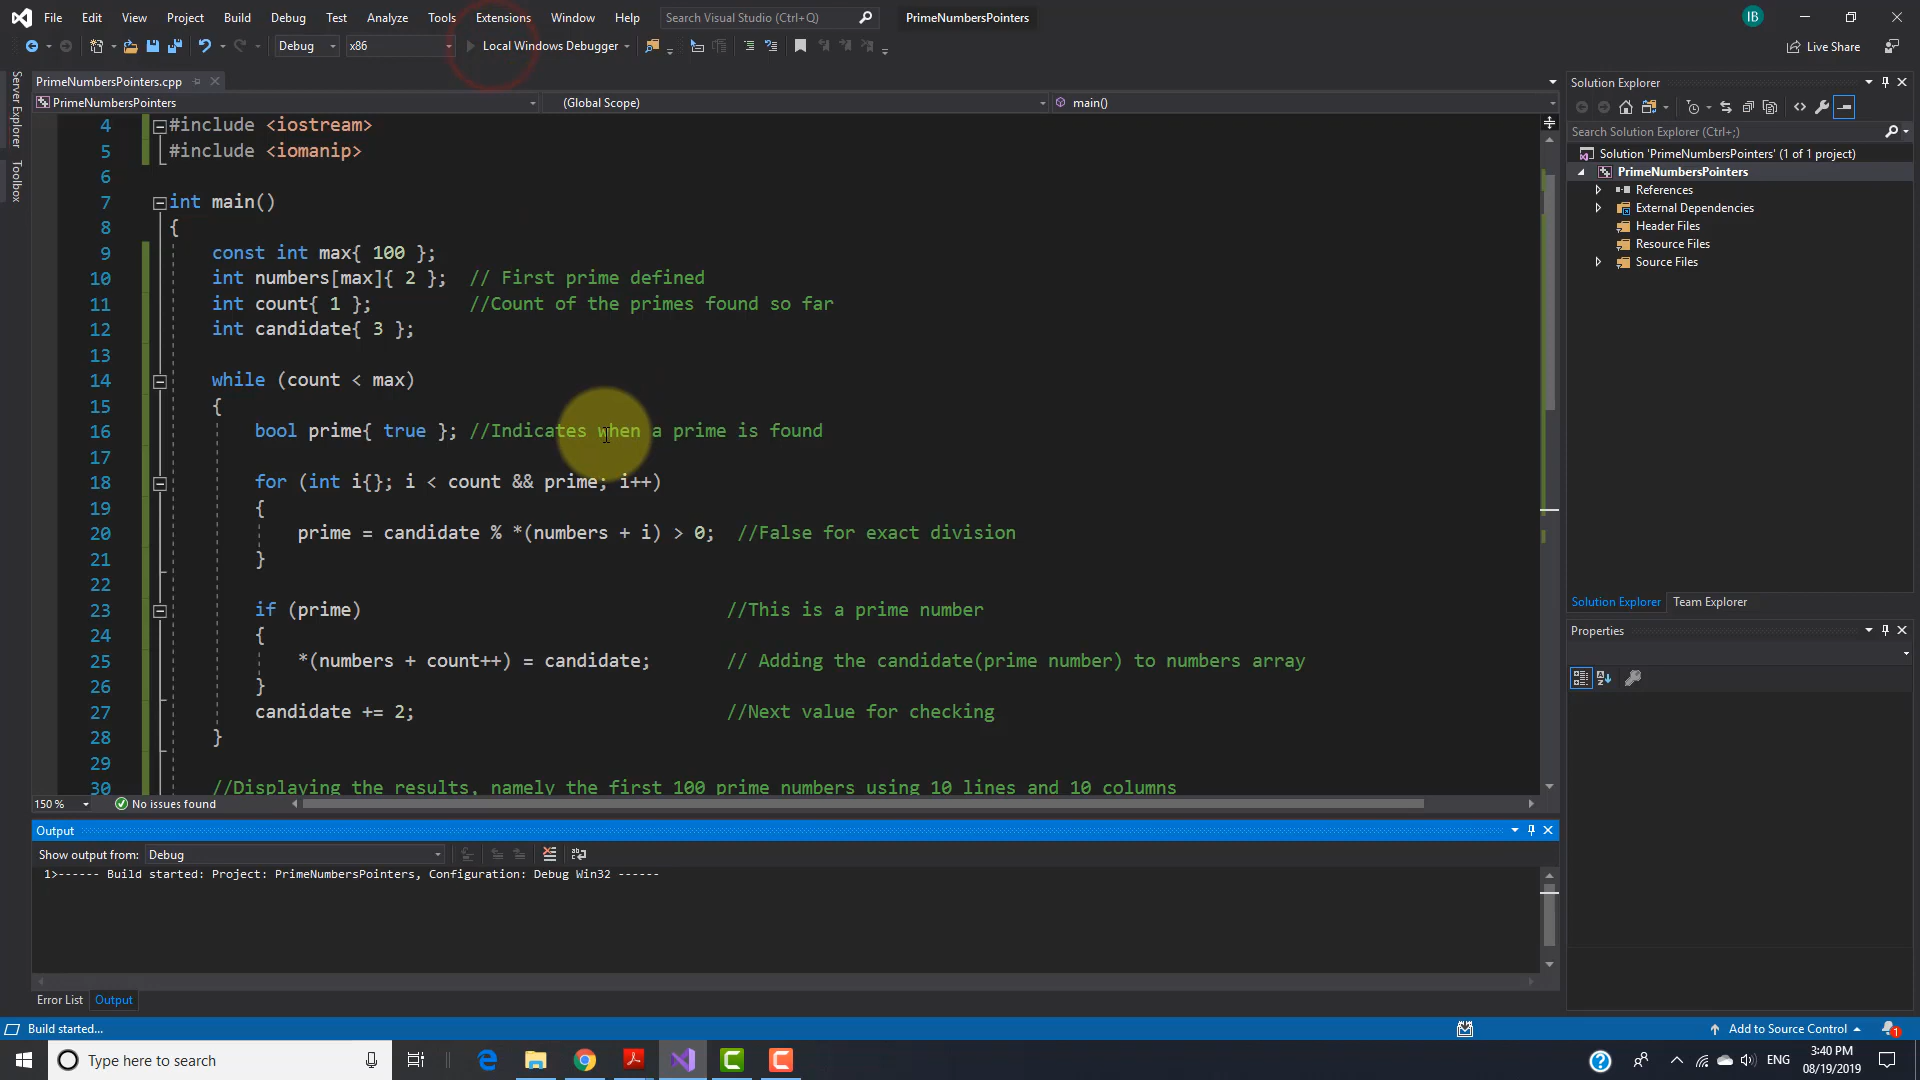 File Edit View Project Build Debug Test Analyze Tools Extensions Window Help Search Visual Studio (Ctrl+Q) PrimeNumbersPointers IB
Debug x86 Local Windows Debugger Live Share
Server Explorer
Toolbox
PrimeNumbersPointers.cpp
PrimeNumbersPointers (Global Scope) main()
4 #include <iostream>
5 #include <iomanip>
6
7 int main()
8 {
9 const int max{ 100 };
10 int numbers[max]{ 2 }; // First prime defined
11 int count{ 1 }; //Count of the primes found so far
12 int candidate{ 3 };
13
14 while (count < max)
15 {
16 bool prime{ true }; //Indicates when a prime is found
17
18 for (int i{}; i < count && prime; i++)
19 {
20 prime = candidate % *(numbers + i) > 0; //False for exact division
21 }
22
23 if (prime) //This is a prime number
24 {
25 *(numbers + count++) = candidate; // Adding the candidate(prime number) to numbers array
26 }
27 candidate += 2; //Next value for checking
28 }
29
30 //Displaying the results, namely the first 100 prime numbers using 10 lines and 10 columns
150 % No issues found
Output
Show output from: Debug
1>------ Build started: Project: PrimeNumbersPointers, Configuration: Debug Win32 ------
Error List Output
Solution Explorer
Search Solution Explorer (Ctrl+;)
Solution 'PrimeNumbersPointers' (1 of 1 project)
PrimeNumbersPointers
References
External Dependencies
Header Files
Resource Files
Source Files
Solution Explorer Team Explorer
Properties
Build started... Add to Source Control 1
Type here to search
ENG
3:40 PM
08/19/2019